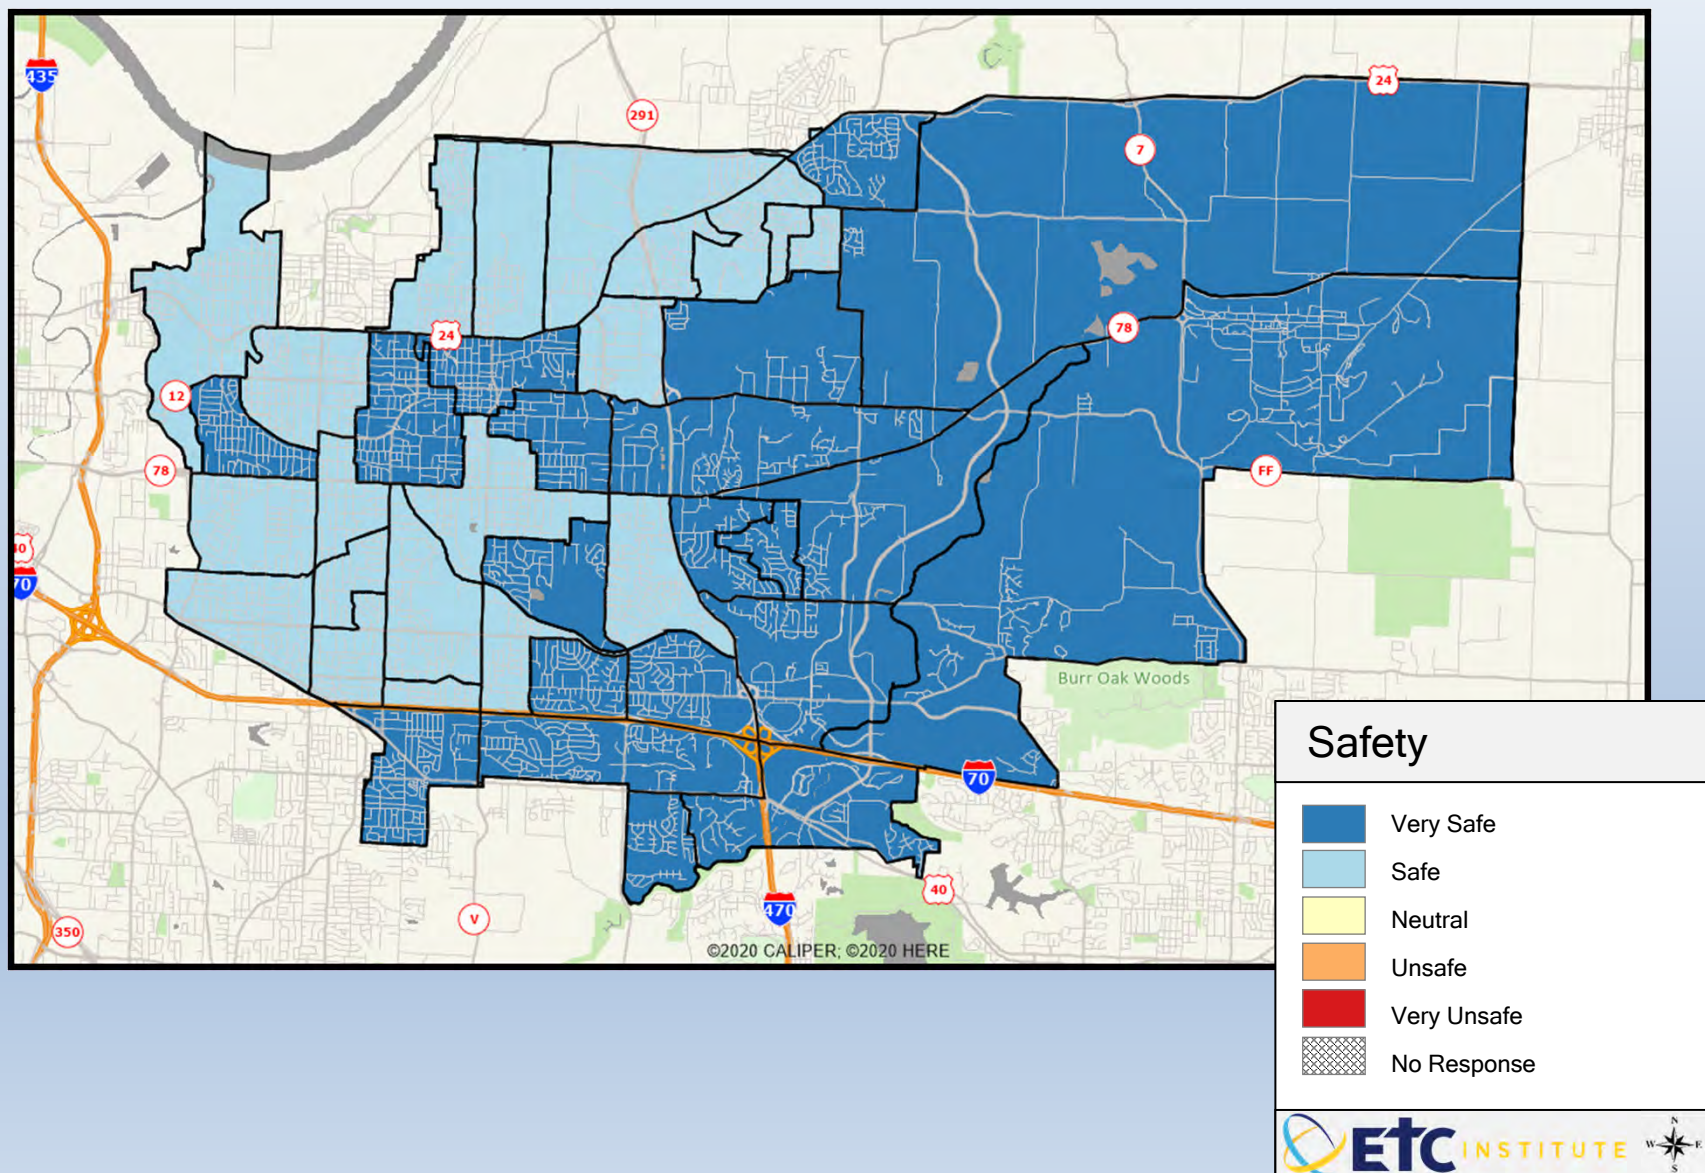 435
291
24
7
24
78
12
78
FF
40
70
Burr Oak Woods
70
40
V
470
350
©2020 CALIPER; ©2020 HERE
Safety
Very Safe
Safe
Neutral
Unsafe
Very Unsafe
No Response
ETC INSTITUTE
N
W E
S